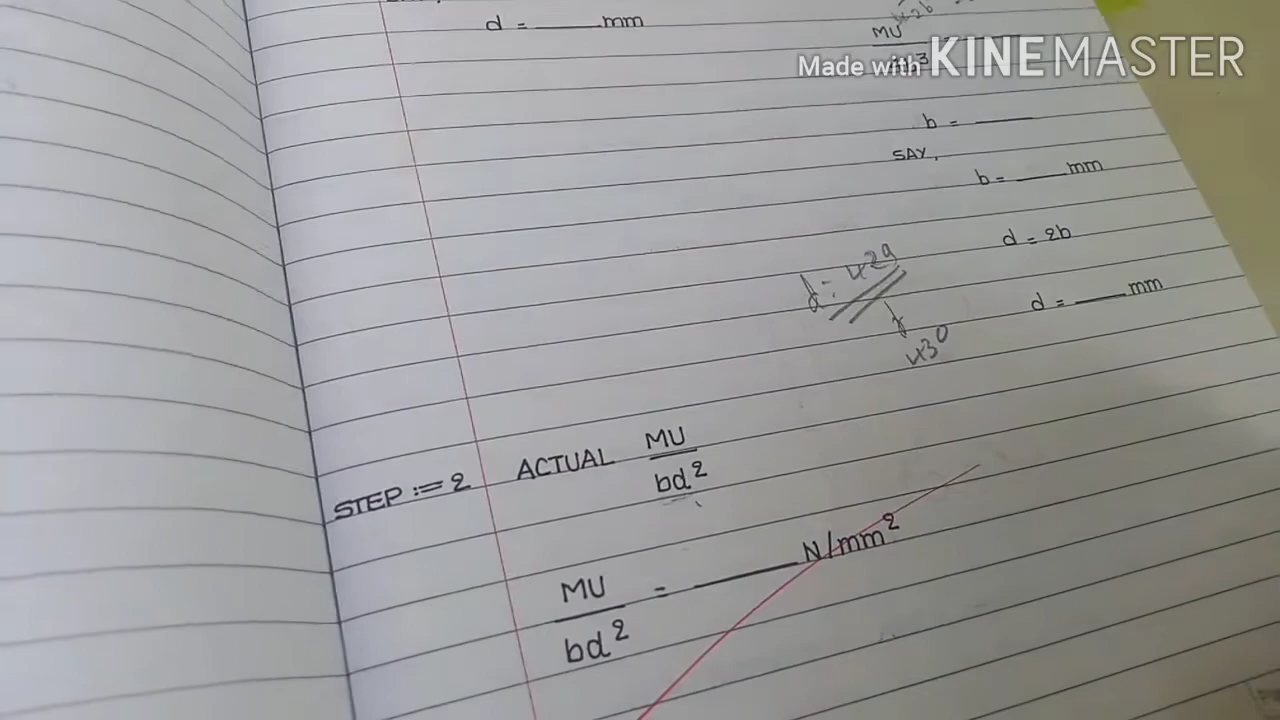 d = ____ mm
MU
Made with KINEMASTER
b = ____
SAY,
b = ____ mm
d = 2b
d = ____ mm
d = 429
430
STEP := 2 ACTUAL MU
bd²
MU = ____ N/mm²
bd²